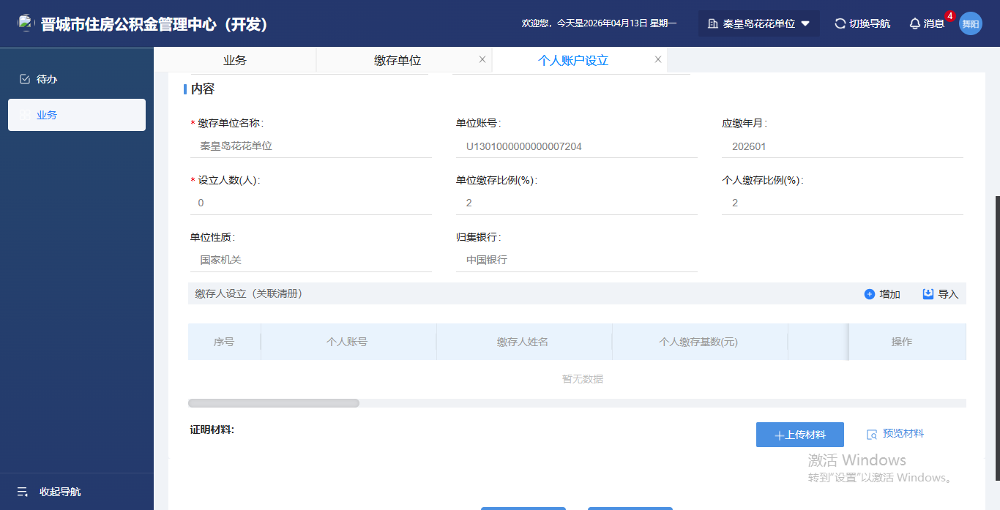 晋城市住房公积金管理中心（开发）
欢迎您，今天是2026年04月13日 星期一
秦皇岛花花单位
切换导航
消息
4
舞阳
待办
业务
收起导航
业务
缴存单位
个人账户设立
内容
* 缴存单位名称:
单位账号:
应缴年月:
秦皇岛花花单位
U1301000000000007204
202601
* 设立人数(人):
单位缴存比例(%):
个人缴存比例(%):
0
2
2
单位性质:
归集银行:
国家机关
中国银行
缴存人设立（关联清册）
增加
导入
序号
个人账号
缴存人姓名
个人缴存基数(元)
操作
暂无数据
证明材料:
上传材料
预览材料
激活 Windows
转到"设置"以激活 Windows。